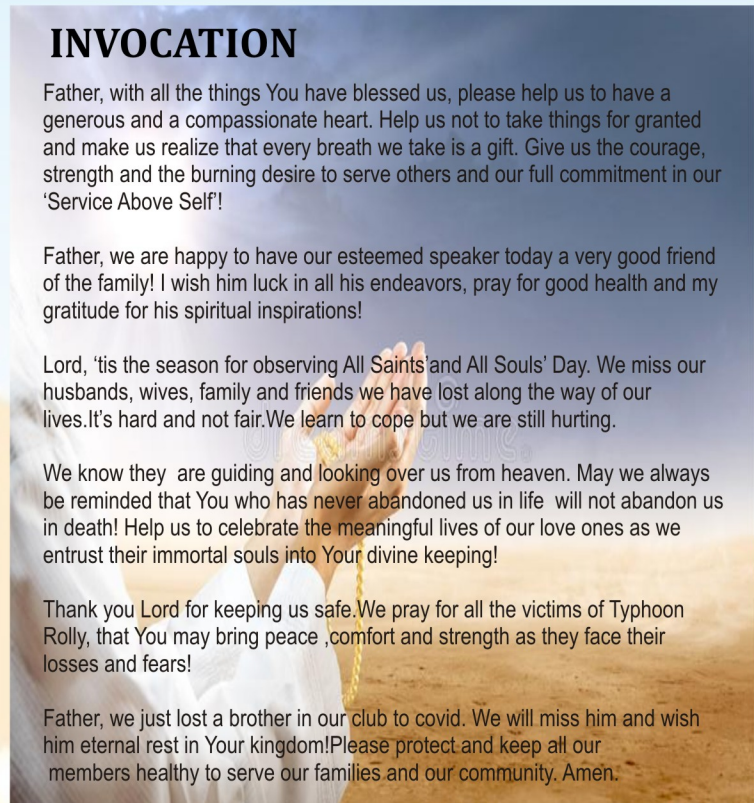 INVOCATION
Father, with all the things You have blessed us, please help us to have a
generous and a compassionate heart. Help us not to take things for granted
and make us realize that every breath we take is a gift. Give us the courage,
strength and the burning desire to serve others and our full commitment in our
‘Service Above Self’!
Father, we are happy to have our esteemed speaker today a very good friend
of the family! I wish him luck in all his endeavors, pray for good health and my
gratitude for his spiritual inspirations!
Lord, ‘tis the season for observing All Saints’and All Souls’ Day. We miss our
husbands, wives, family and friends we have lost along the way of our
lives.It’s hard and not fair.We learn to cope but we are still hurting.
We know they  are guiding and looking over us from heaven. May we always
be reminded that You who has never abandoned us in life  will not abandon us
in death! Help us to celebrate the meaningful lives of our love ones as we
entrust their immortal souls into Your divine keeping!
Thank you Lord for keeping us safe.We pray for all the victims of Typhoon
Rolly, that You may bring peace ,comfort and strength as they face their
losses and fears!
Father, we just lost a brother in our club to covid. We will miss him and wish
him eternal rest in Your kingdom!Please protect and keep all our
members healthy to serve our families and our community. Amen.